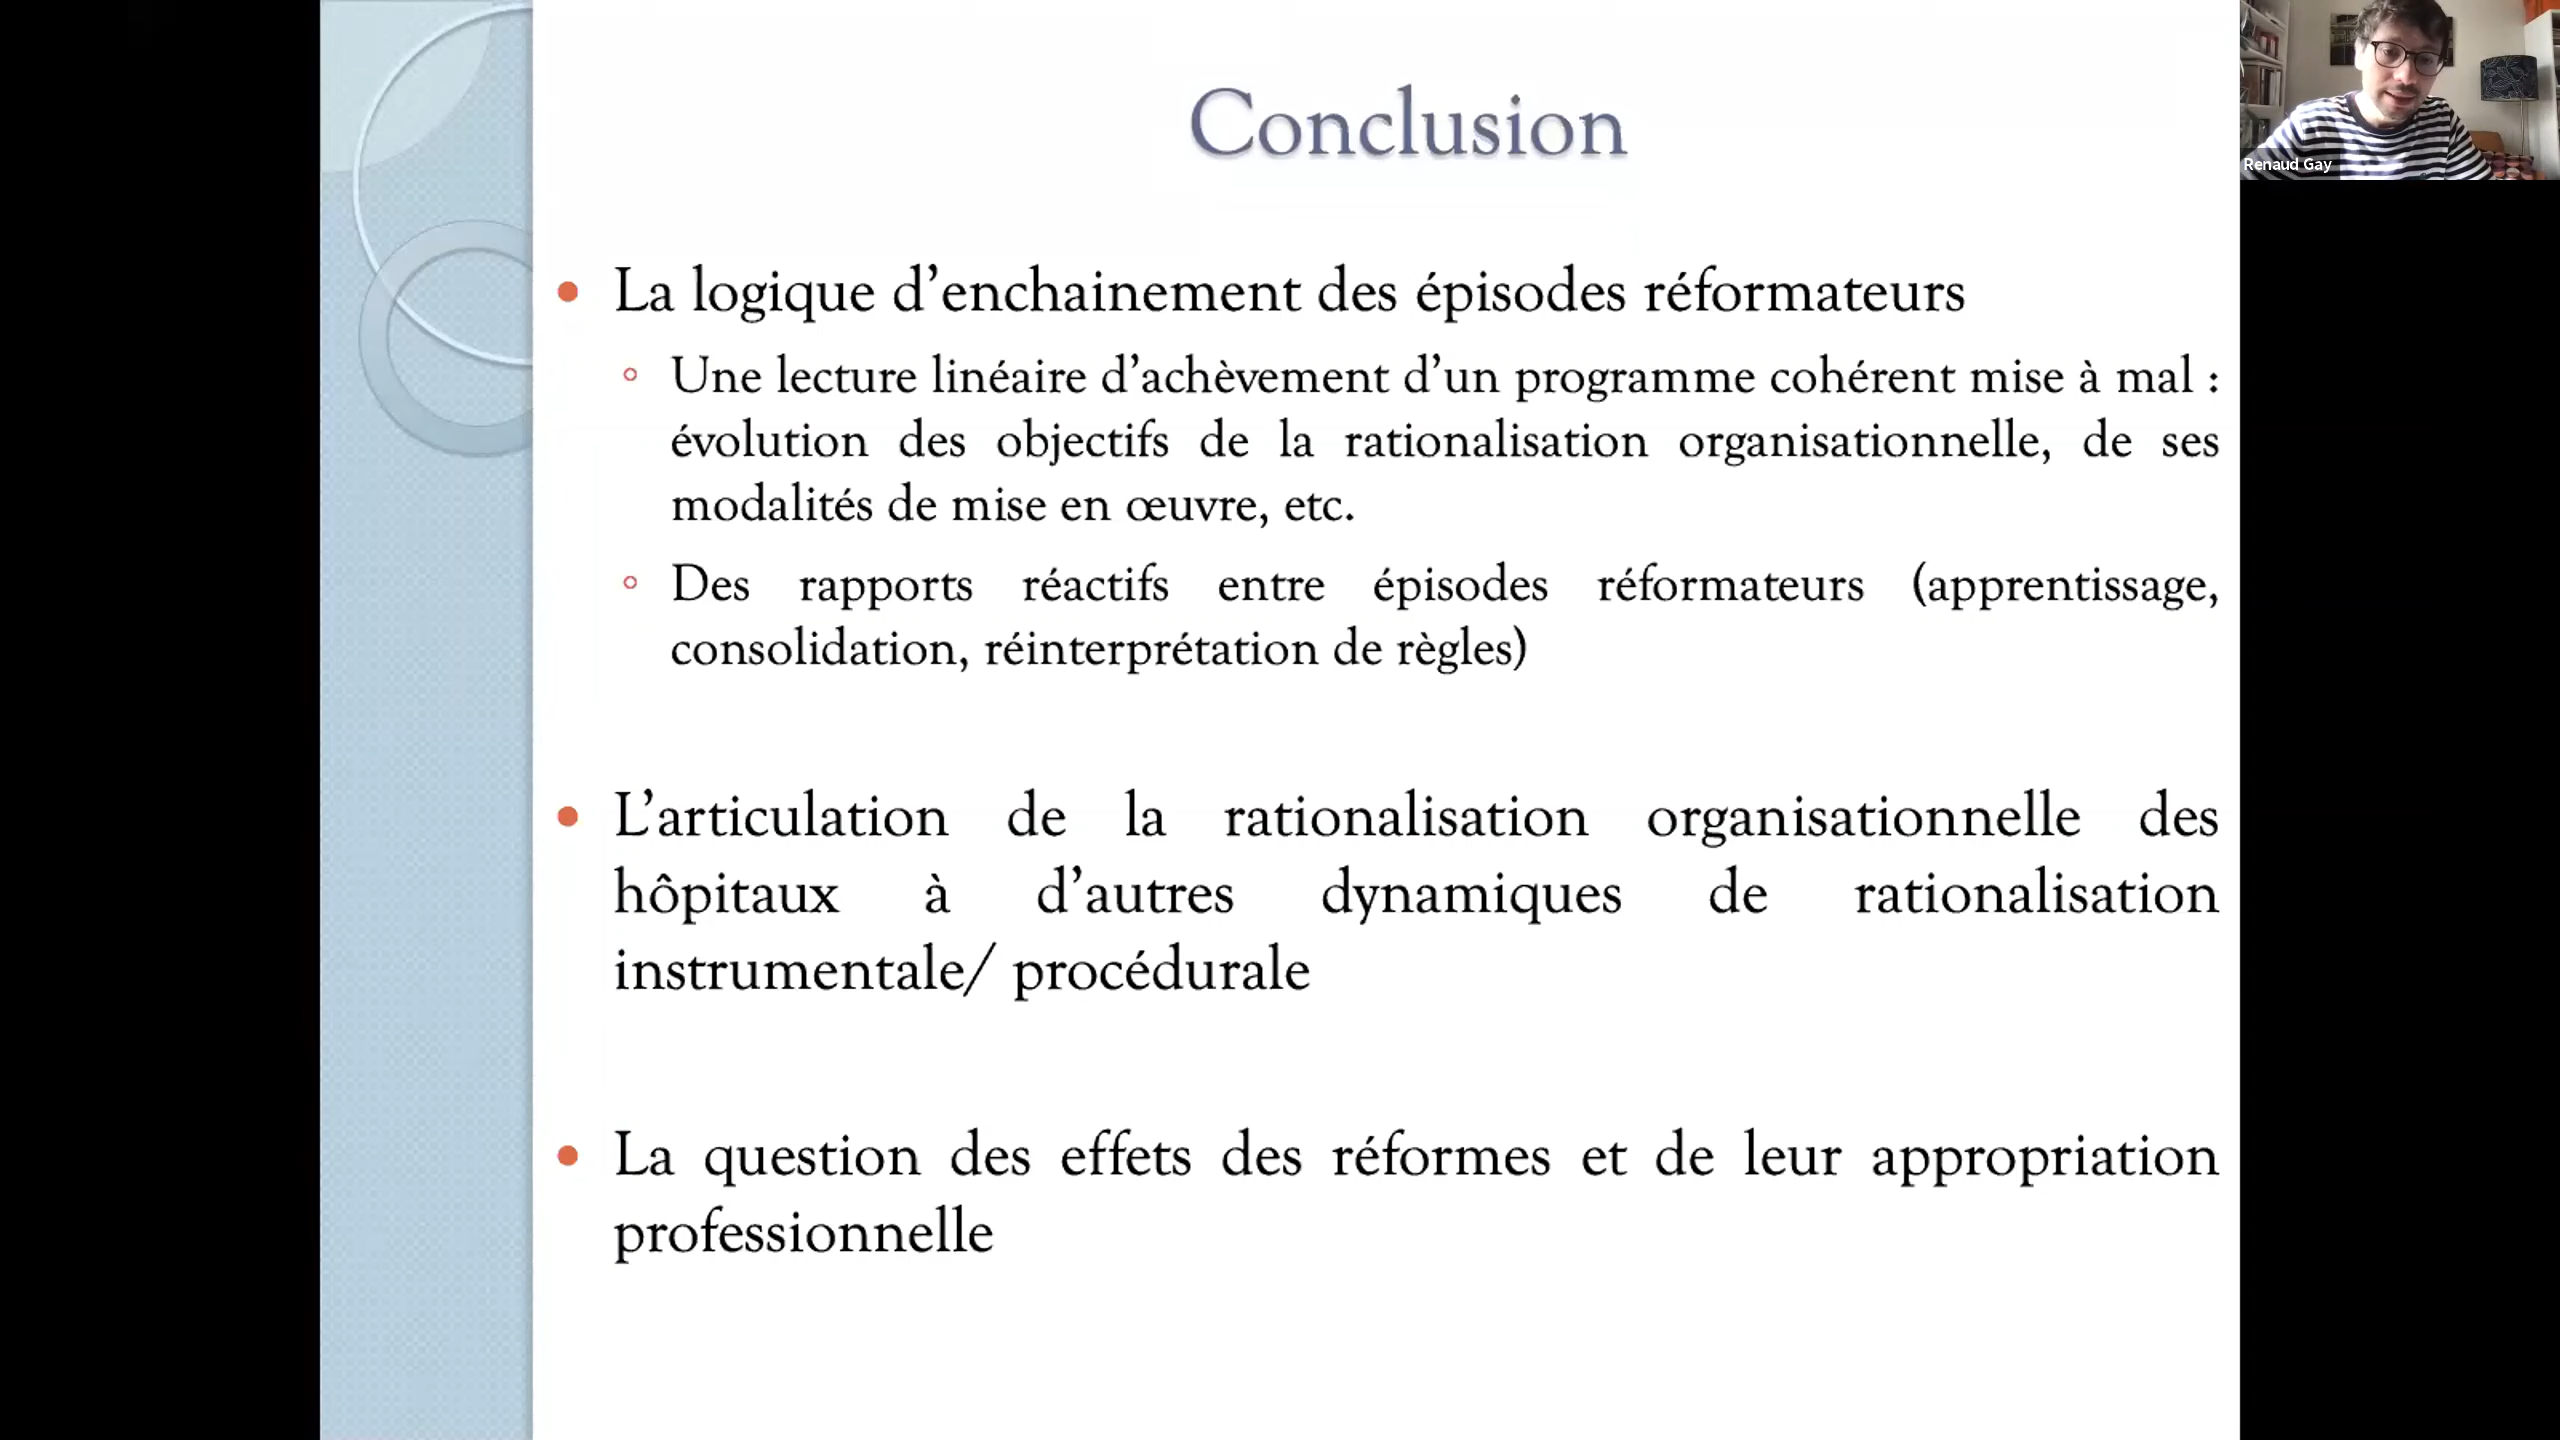 Conclusion
Renaud Gay
• La logique d’enchainement des épisodes réformateurs
◦ Une lecture linéaire d’achèvement d’un programme cohérent mise à mal :
évolution des objectifs de la rationalisation organisationnelle, de ses
modalités de mise en œuvre, etc.
◦ Des rapports réactifs entre épisodes réformateurs (apprentissage,
consolidation, réinterprétation de règles)
• L’articulation de la rationalisation organisationnelle des
hôpitaux à d’autres dynamiques de rationalisation
instrumentale/ procédurale
• La question des effets des réformes et de leur appropriation
professionnelle